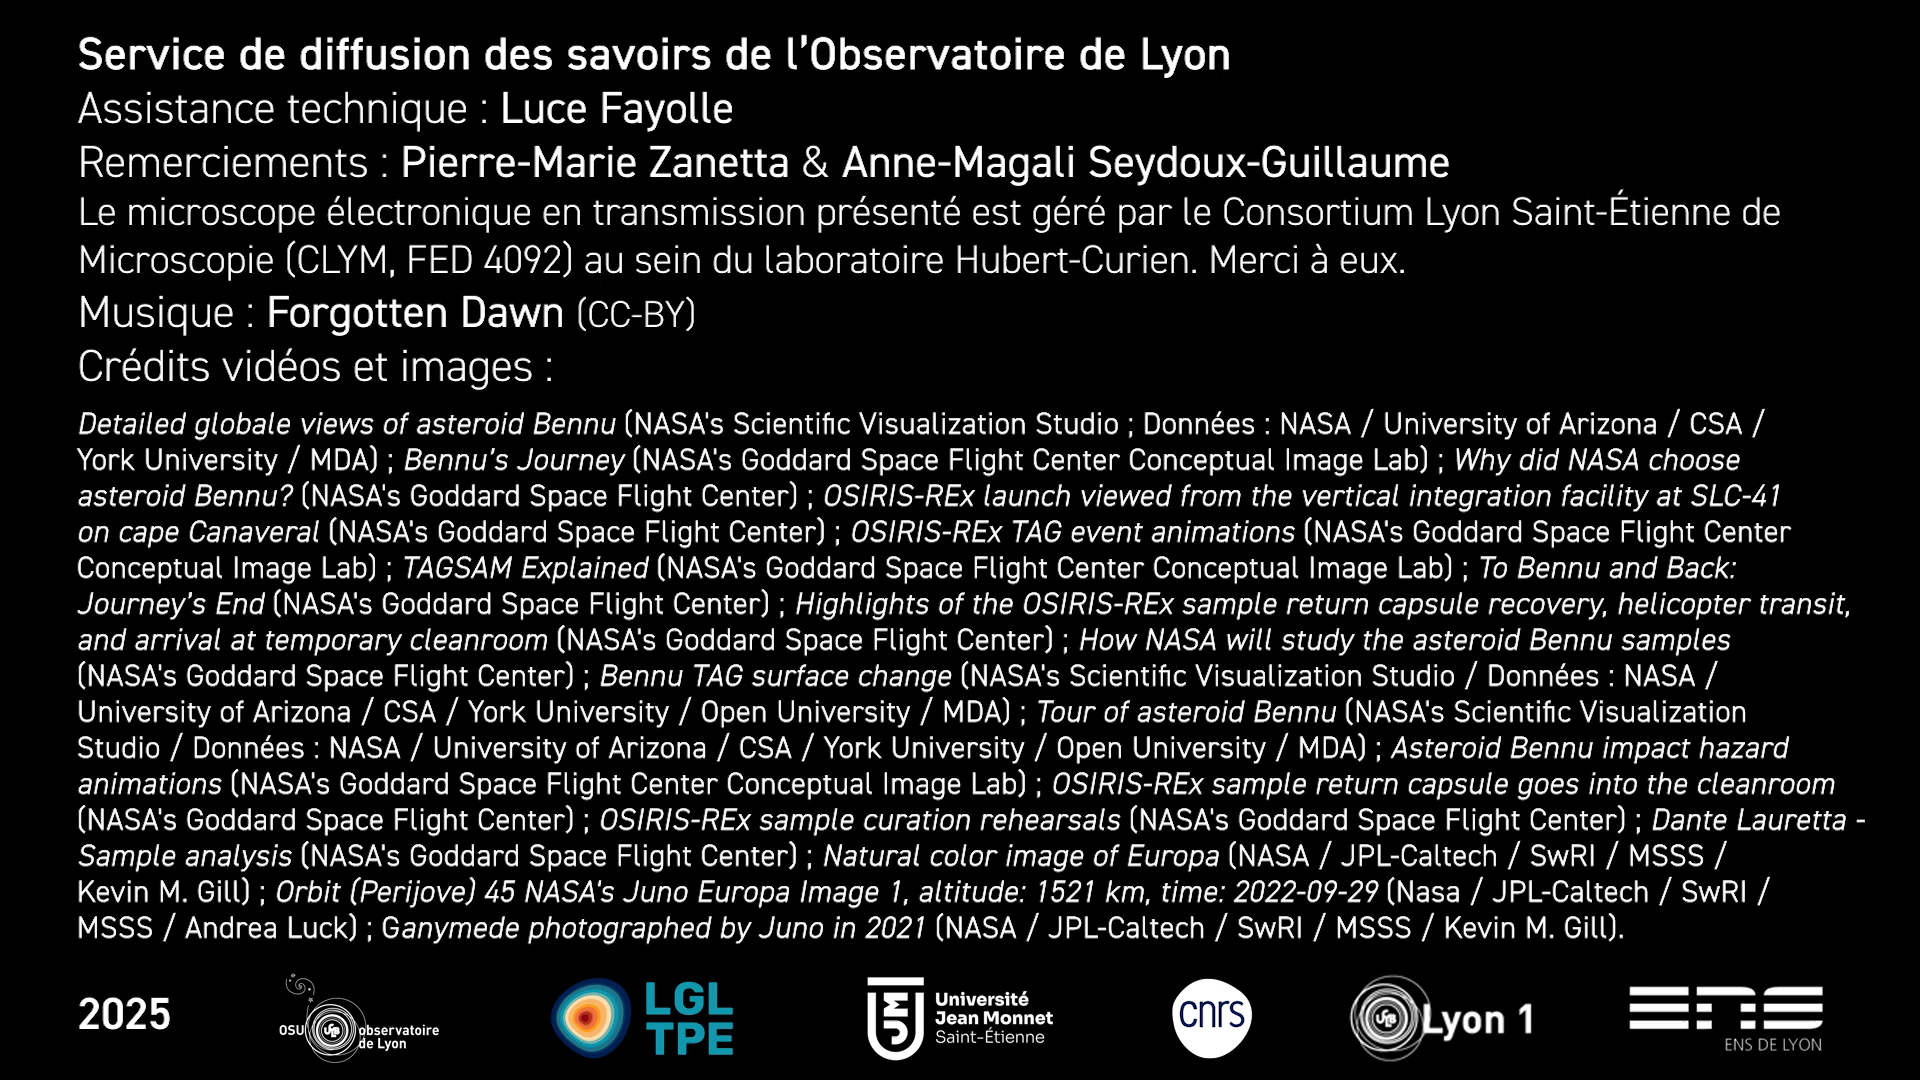 Service de diffusion des savoirs de l’Observatoire de Lyon
Assistance technique : Luce Fayolle
Remerciements : Pierre-Marie Zanetta & Anne-Magali Seydoux-Guillaume
Le microscope électronique en transmission présenté est géré par le Consortium Lyon Saint-Étienne de
Microscopie (CLYM, FED 4092) au sein du laboratoire Hubert-Curien. Merci à eux.
Musique : Forgotten Dawn (CC-BY)
Crédits vidéos et images :
Detailed globale views of asteroid Bennu (NASA's Scientific Visualization Studio ; Données : NASA / University of Arizona / CSA /
York University / MDA) ; Bennu’s Journey (NASA's Goddard Space Flight Center Conceptual Image Lab) ; Why did NASA choose
asteroid Bennu? (NASA's Goddard Space Flight Center) ; OSIRIS-REx launch viewed from the vertical integration facility at SLC-41
on cape Canaveral (NASA's Goddard Space Flight Center) ; OSIRIS-REx TAG event animations (NASA's Goddard Space Flight Center
Conceptual Image Lab) ; TAGSAM Explained (NASA's Goddard Space Flight Center Conceptual Image Lab) ; To Bennu and Back:
Journey’s End (NASA's Goddard Space Flight Center) ; Highlights of the OSIRIS-REx sample return capsule recovery, helicopter transit,
and arrival at temporary cleanroom (NASA's Goddard Space Flight Center) ; How NASA will study the asteroid Bennu samples
(NASA's Goddard Space Flight Center) ; Bennu TAG surface change (NASA's Scientific Visualization Studio / Données : NASA /
University of Arizona / CSA / York University / Open University / MDA) ; Tour of asteroid Bennu (NASA's Scientific Visualization
Studio / Données : NASA / University of Arizona / CSA / York University / Open University / MDA) ; Asteroid Bennu impact hazard
animations (NASA's Goddard Space Flight Center Conceptual Image Lab) ; OSIRIS-REx sample return capsule goes into the cleanroom
(NASA's Goddard Space Flight Center) ; OSIRIS-REx sample curation rehearsals (NASA's Goddard Space Flight Center) ; Dante Lauretta -
Sample analysis (NASA's Goddard Space Flight Center) ; Natural color image of Europa (NASA / JPL-Caltech / SwRI / MSSS /
Kevin M. Gill) ; Orbit (Perijove) 45 NASA's Juno Europa Image 1, altitude: 1521 km, time: 2022-09-29 (Nasa / JPL-Caltech / SwRI /
MSSS / Andrea Luck) ; Ganymede photographed by Juno in 2021 (NASA / JPL-Caltech / SwRI / MSSS / Kevin M. Gill).
2025
OSU UCB observatoire
de Lyon
LGL
TPE
UJM
Université
Jean Monnet
Saint-Étienne
cnrs
UCB Lyon 1
ENS
ENS DE LYON